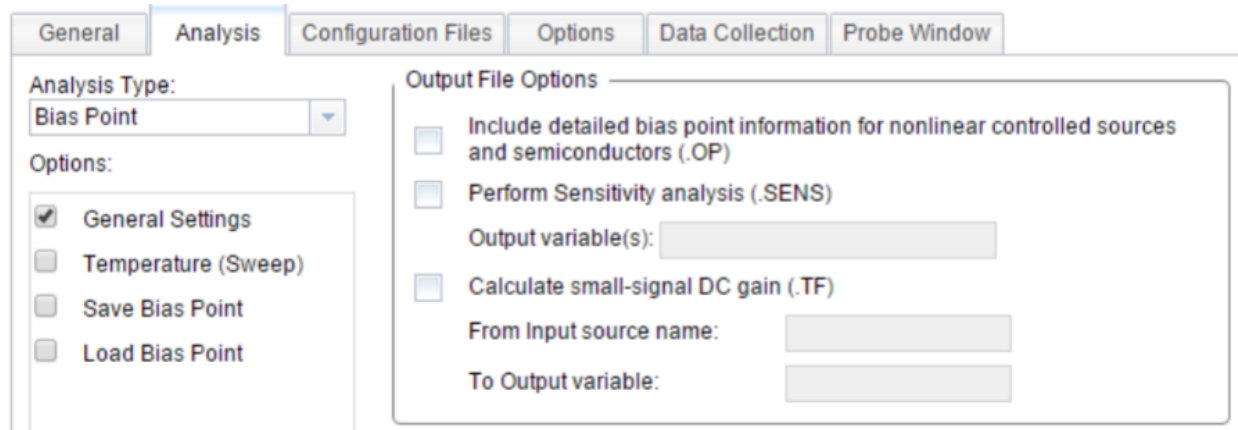 General Analysis Configuration Files Options Data Collection Probe Window
Analysis Type:
Bias Point
Options:
General Settings
Temperature (Sweep)
Save Bias Point
Load Bias Point
Output File Options
Include detailed bias point information for nonlinear controlled sources
and semiconductors (.OP)
Perform Sensitivity analysis (.SENS)
Output variable(s):
Calculate small-signal DC gain (.TF)
From Input source name:
To Output variable: